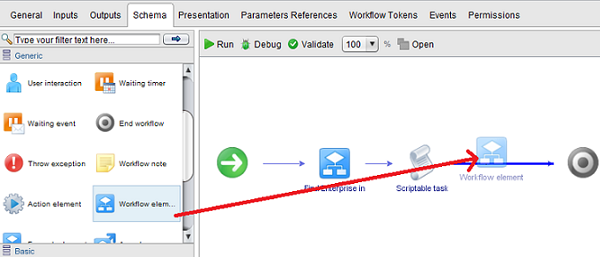 General Inputs Outputs Schema Presentation Parameters References Workflow Tokens Events Permissions
Type your filter text here...
Run Debug Validate 100 % Open
Generic
User interaction Waiting timer
Waiting event End workflow
Throw exception Workflow note
Action element Workflow elem...
Basic
Find Enterprise in
Scriptable task
Workflow element